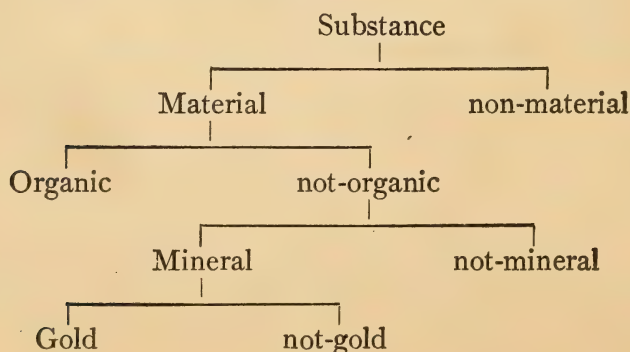 Substance
Material non-material
Organic not-organic
Mineral not-mineral
Gold not-gold